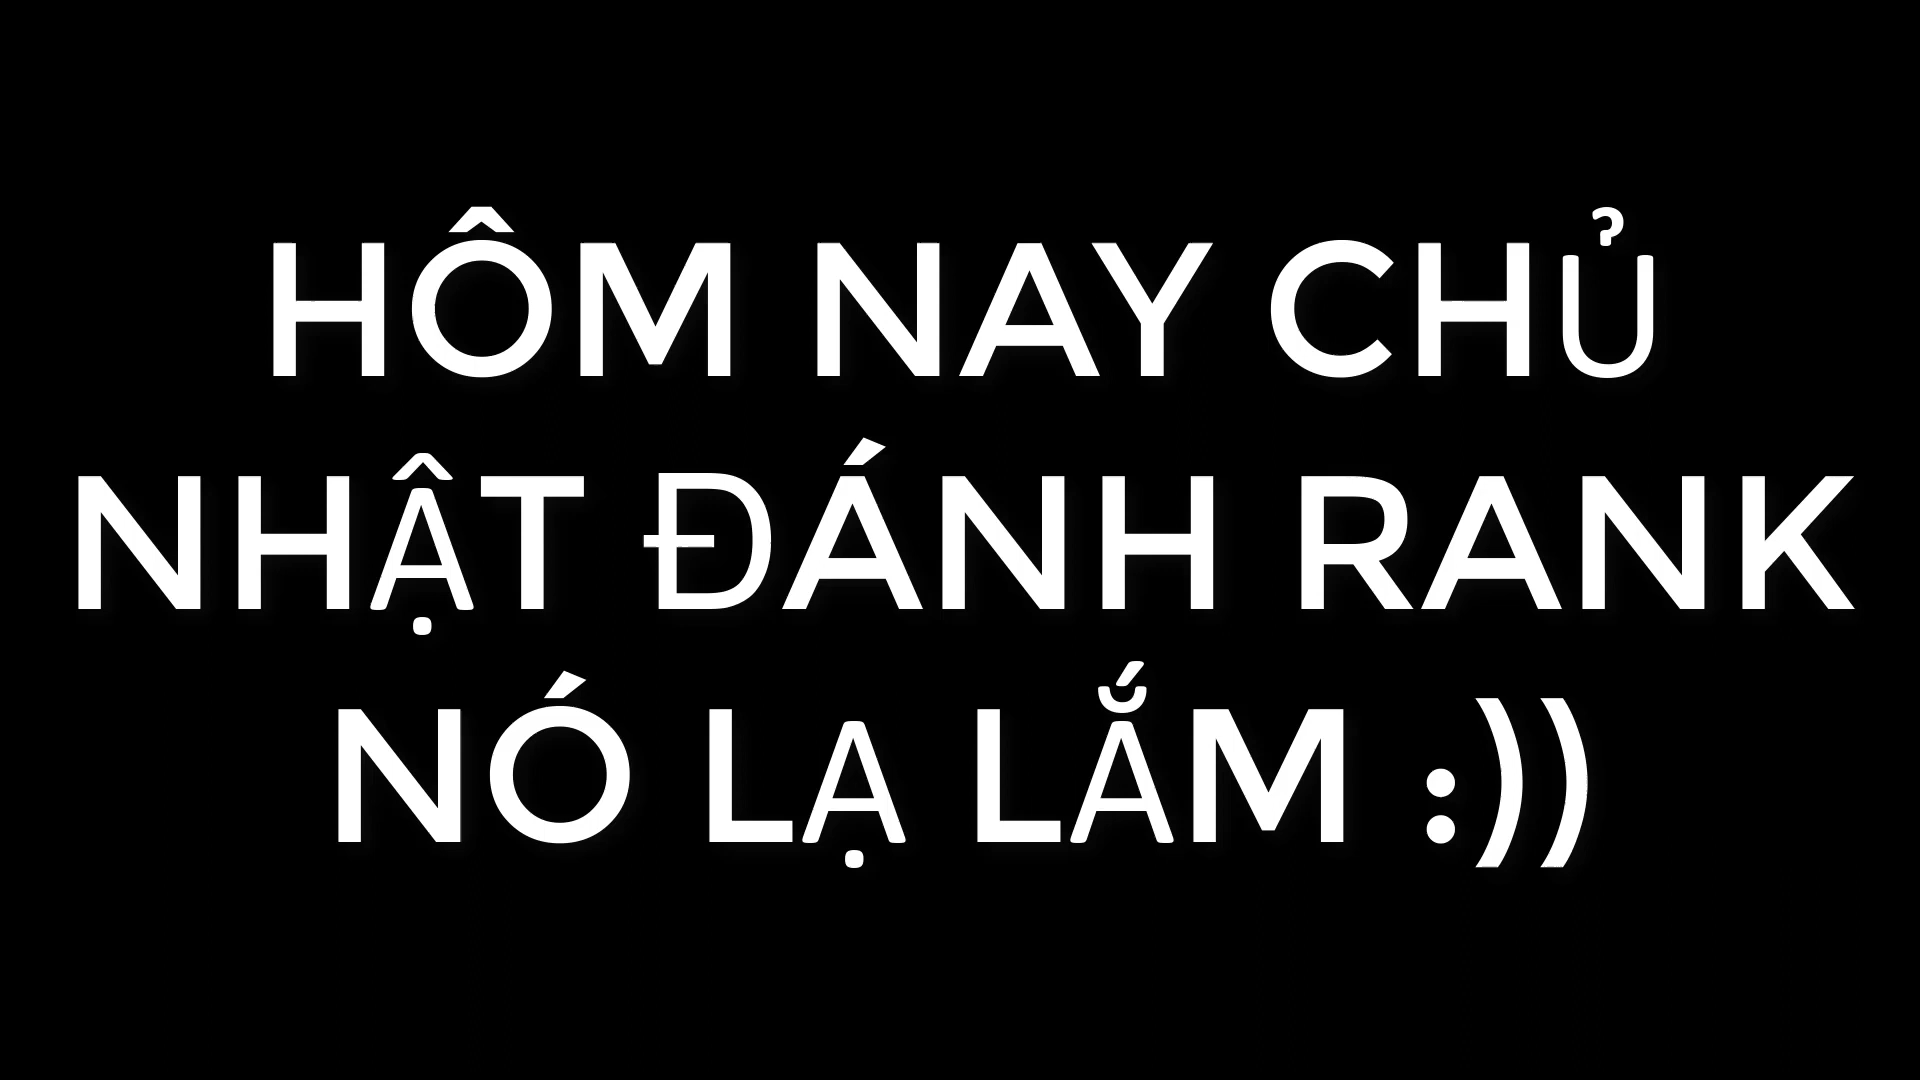 HÔM NAY CHỦ
NHẬT ĐÁNH RANK
NÓ LẠ LẮM :))